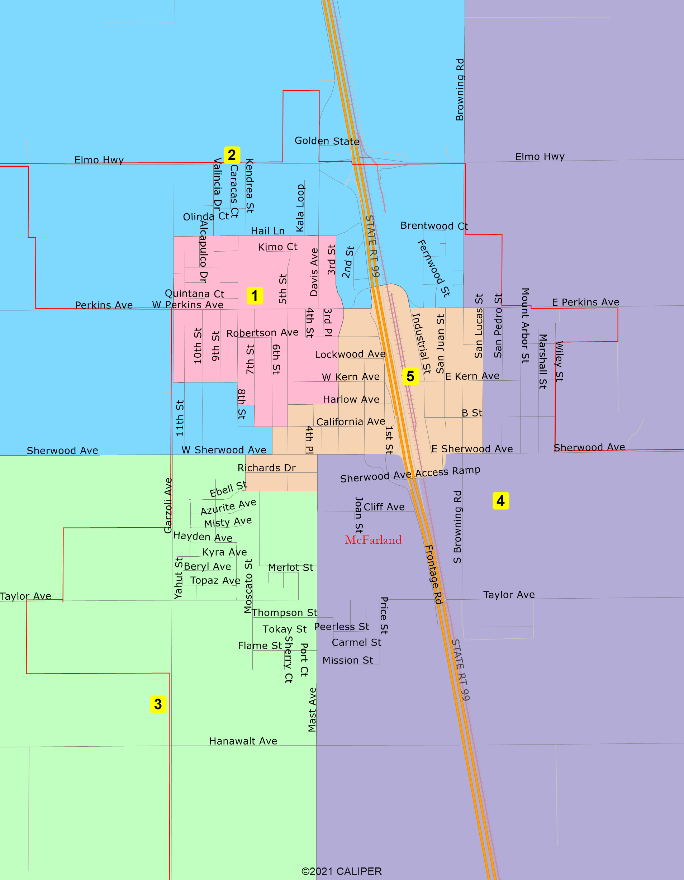 Browning Rd
Golden State
2
Elmo Hwy
Elmo Hwy
Valincia Dr
Caracas Ct
Kendrea St
Kala Loop
Olinda Ct
Alcapulco Dr
Hail Ln
STATE RT 99
Brentwood Ct
Kimo Ct
Davis Ave
3rd St
2nd St
Fernwood St
5th St
Quintana Ct
1
W Perkins Ave
Perkins Ave
E Perkins Ave
4th St
3rd Pl
Industrial St
San Juan St
San Lucas St
San Pedro St
Mount Arbor St
Marshall St
Wiley St
Robertson Ave
10th St
9th St
7th St
6th St
Lockwood Ave
W Kern Ave
5
E Kern Ave
8th St
Harlow Ave
11th St
B St
California Ave
4th Pl
1st St
Sherwood Ave
W Sherwood Ave
E Sherwood Ave
Sherwood Ave
Richards Dr
Sherwood Ave Access Ramp
Ebell St
4
Garzoli Ave
Azurite Ave
Joan St
Cliff Ave
S Browning Rd
Misty Ave
Hayden Ave
McFarland
Kyra Ave
Yahut St
Beryl Ave
Moscato St
Merlot St
Frontage Rd
Topaz Ave
Taylor Ave
Taylor Ave
Thompson St
Price St
Tokay St
Peerless St
Flame St
Sherry Ct
Port Ct
Carmel St
Mission St
STATE RT 99
3
Mast Ave
Hanawalt Ave
©2021 CALIPER